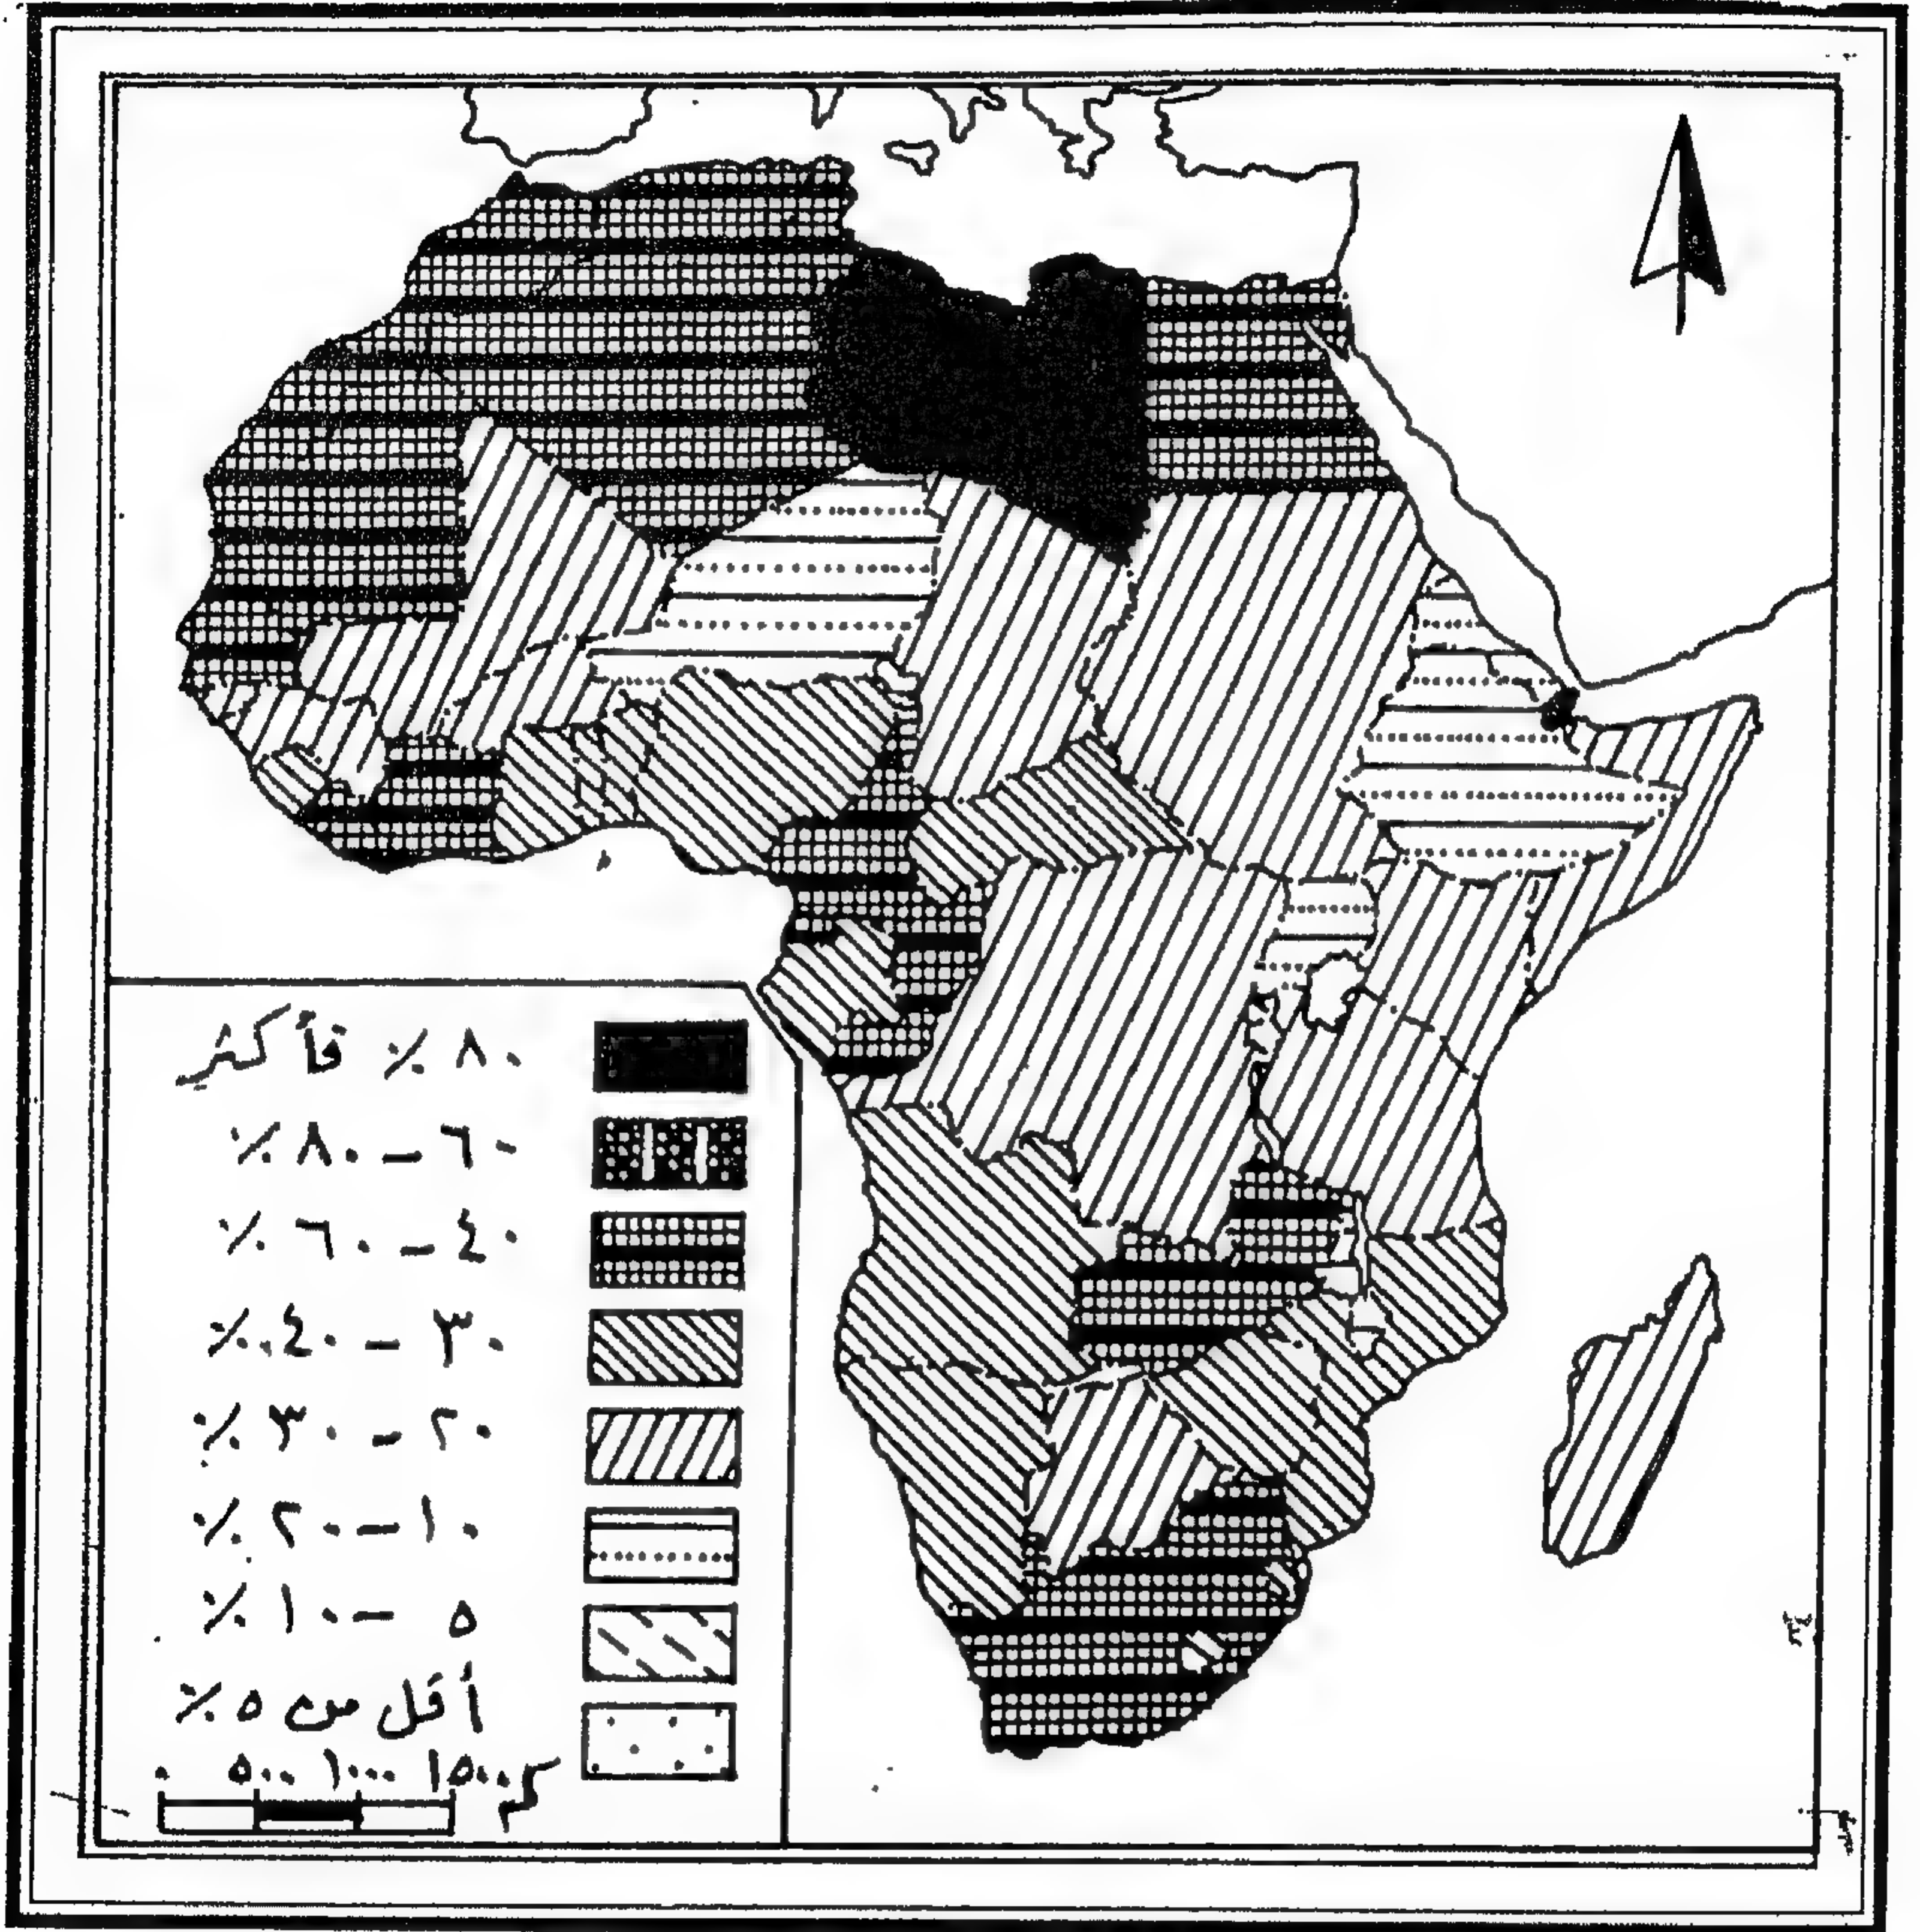 ٨٠ ٪ فأكثر
٦٠ – ٨٠ ٪
٤٠ – ٦٠ ٪
٣٠ – ٤٠ ٪
٢٠ – ٣٠ ٪
١٠ – ٢٠ ٪
٥ – ١٠ ٪
أقل من ٥ ٪
٠ ٥٠٠ ١٠٠٠ ١٥٠٠ كم